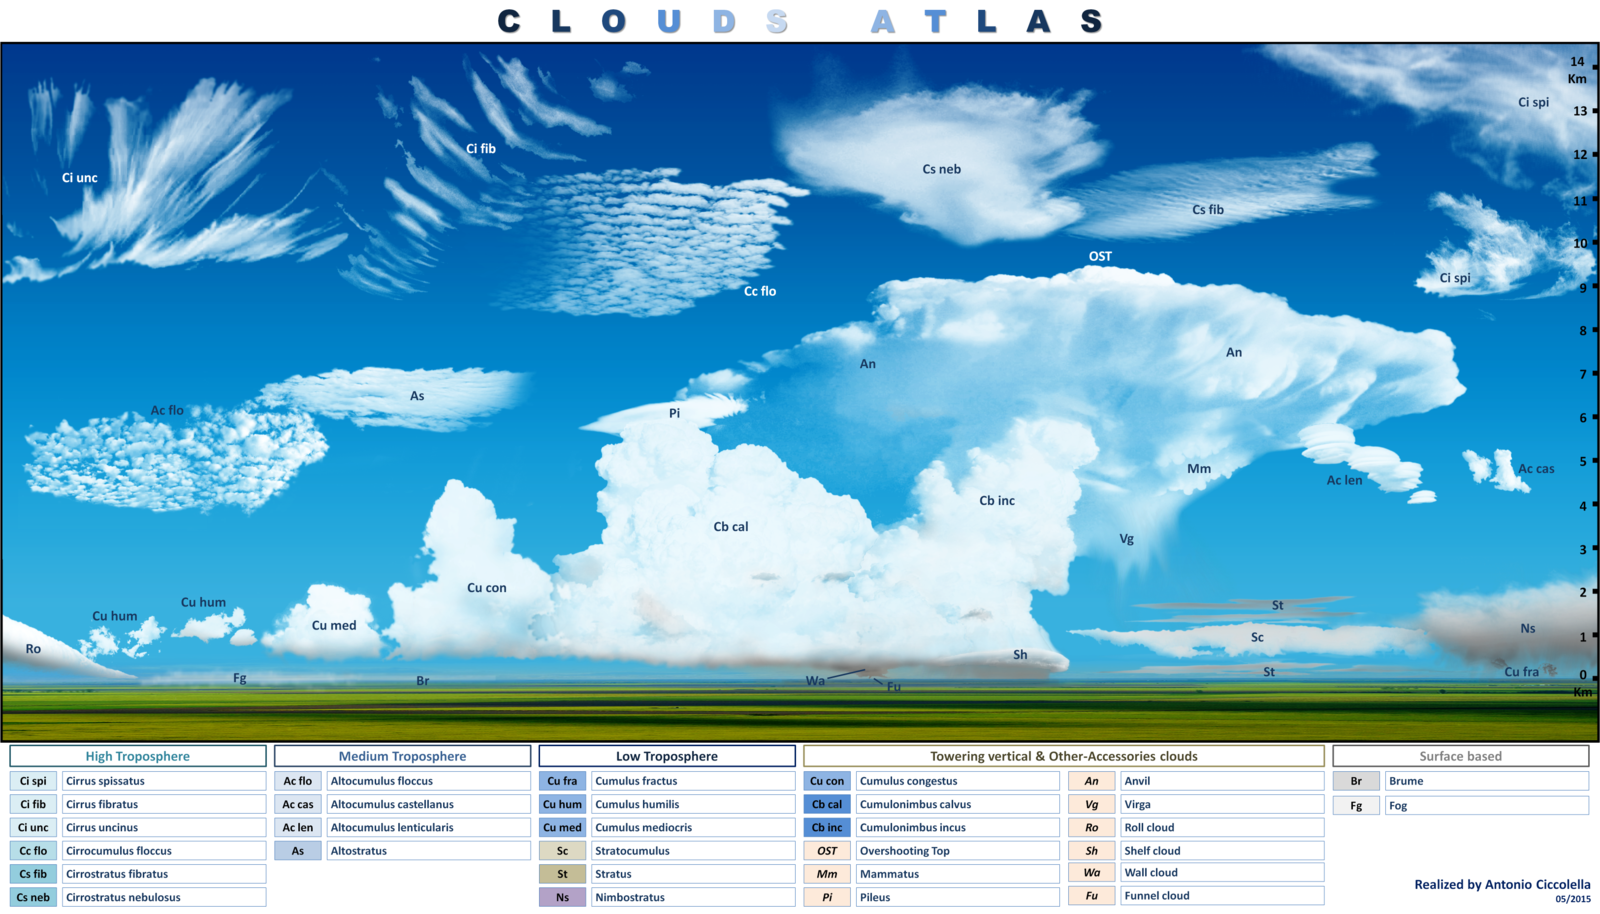 CLOUDS ATLAS
14
Km
Ci spi
13
Ci fib
12
Cs neb
Ci unc
11
Cs fib
10
OST
Ci spi
9
Cc flo
8
An
An
7
As
Ac flo
Pi
6
5
Mm
Ac cas
Ac len
Cb inc
4
Cb cal
Vg
3
Cu con
2
Cu hum
St
Cu hum
Cu med
Ns
1
Sc
Ro
Sh
Cu fra
St
0
Fg
Br
Wa
Fu
Km
High Troposphere
Ci spi Cirrus spissatus
Ci fib Cirrus fibratus
Ci unc Cirrus uncinus
Cc flo Cirrocumulus floccus
Cs fib Cirrostratus fibratus
Cs neb Cirrostratus nebulosus
Medium Troposphere
Ac flo Altocumulus floccus
Ac cas Altocumulus castellanus
Ac len Altocumulus lenticularis
As Altostratus
Low Troposphere
Cu fra Cumulus fractus
Cu hum Cumulus humilis
Cu med Cumulus mediocris
Sc Stratocumulus
St Stratus
Ns Nimbostratus
Towering vertical & Other-Accessories clouds
Cu con Cumulus congestus
Cb cal Cumulonimbus calvus
Cb inc Cumulonimbus incus
OST Overshooting Top
Mm Mammatus
Pi Pileus
An Anvil
Vg Virga
Ro Roll cloud
Sh Shelf cloud
Wa Wall cloud
Fu Funnel cloud
Surface based
Br Brume
Fg Fog
Realized by Antonio Ciccolella
05/2015